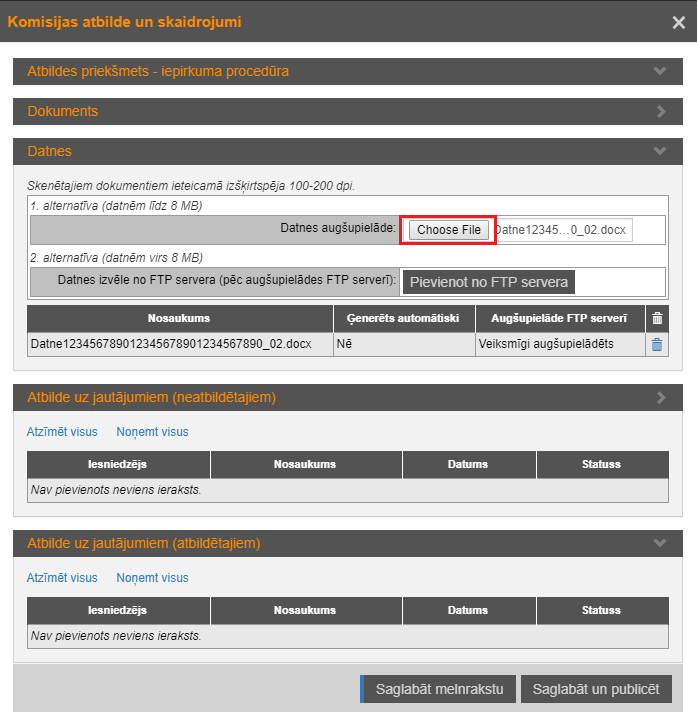 Komisijas atbilde un skaidrojumi
Atbildes priekšmets - iepirkuma procedūra
Dokuments
Datnes
Skenētajiem dokumentiem ieteicamā izšķirtspēja 100-200 dpi.
1. alternatīva (datnēm līdz 8 MB)
Datnes augšupielāde: Choose File Datne12345...0_02.docx
2. alternatīva (datnēm virs 8 MB)
Datnes izvēle no FTP servera (pēc augšupielādes FTP serverī): Pievienot no FTP servera
Nosaukums Ģenerēts automātiski Augšupielāde FTP serverī
Datne123456789012345678901234567890_02.docx Nē Veiksmīgi augšupielādēts
Atbilde uz jautājumiem (neatbildētajiem)
Atzīmēt visus Noņemt visus
Iesniedzējs Nosaukums Datums Statuss
Nav pievienots neviens ieraksts.
Atbilde uz jautājumiem (atbildētajiem)
Atzīmēt visus Noņemt visus
Iesniedzējs Nosaukums Datums Statuss
Nav pievienots neviens ieraksts.
Saglabāt melnrakstu Saglabāt un publicēt